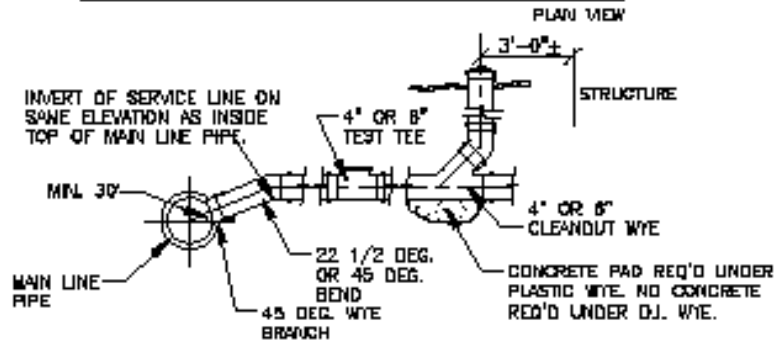 PLAN VIEW
3'-0"±
STRUCTURE
INVERT OF SERVICE LINE ON
SAME ELEVATION AS INSIDE
TOP OF MAIN LINE PIPE.
4" OR 6"
TEST TEE
MIN. 30°
4" OR 6"
CLEANOUT WYE
22 1/2 DEG.
OR 45 DEG.
BEND
MAIN LINE
PIPE
45 DEG. WYE
BRANCH
CONCRETE PAD REQ'D UNDER
PLASTIC WYE. NO CONCRETE
REQ'D UNDER D.I. WYE.